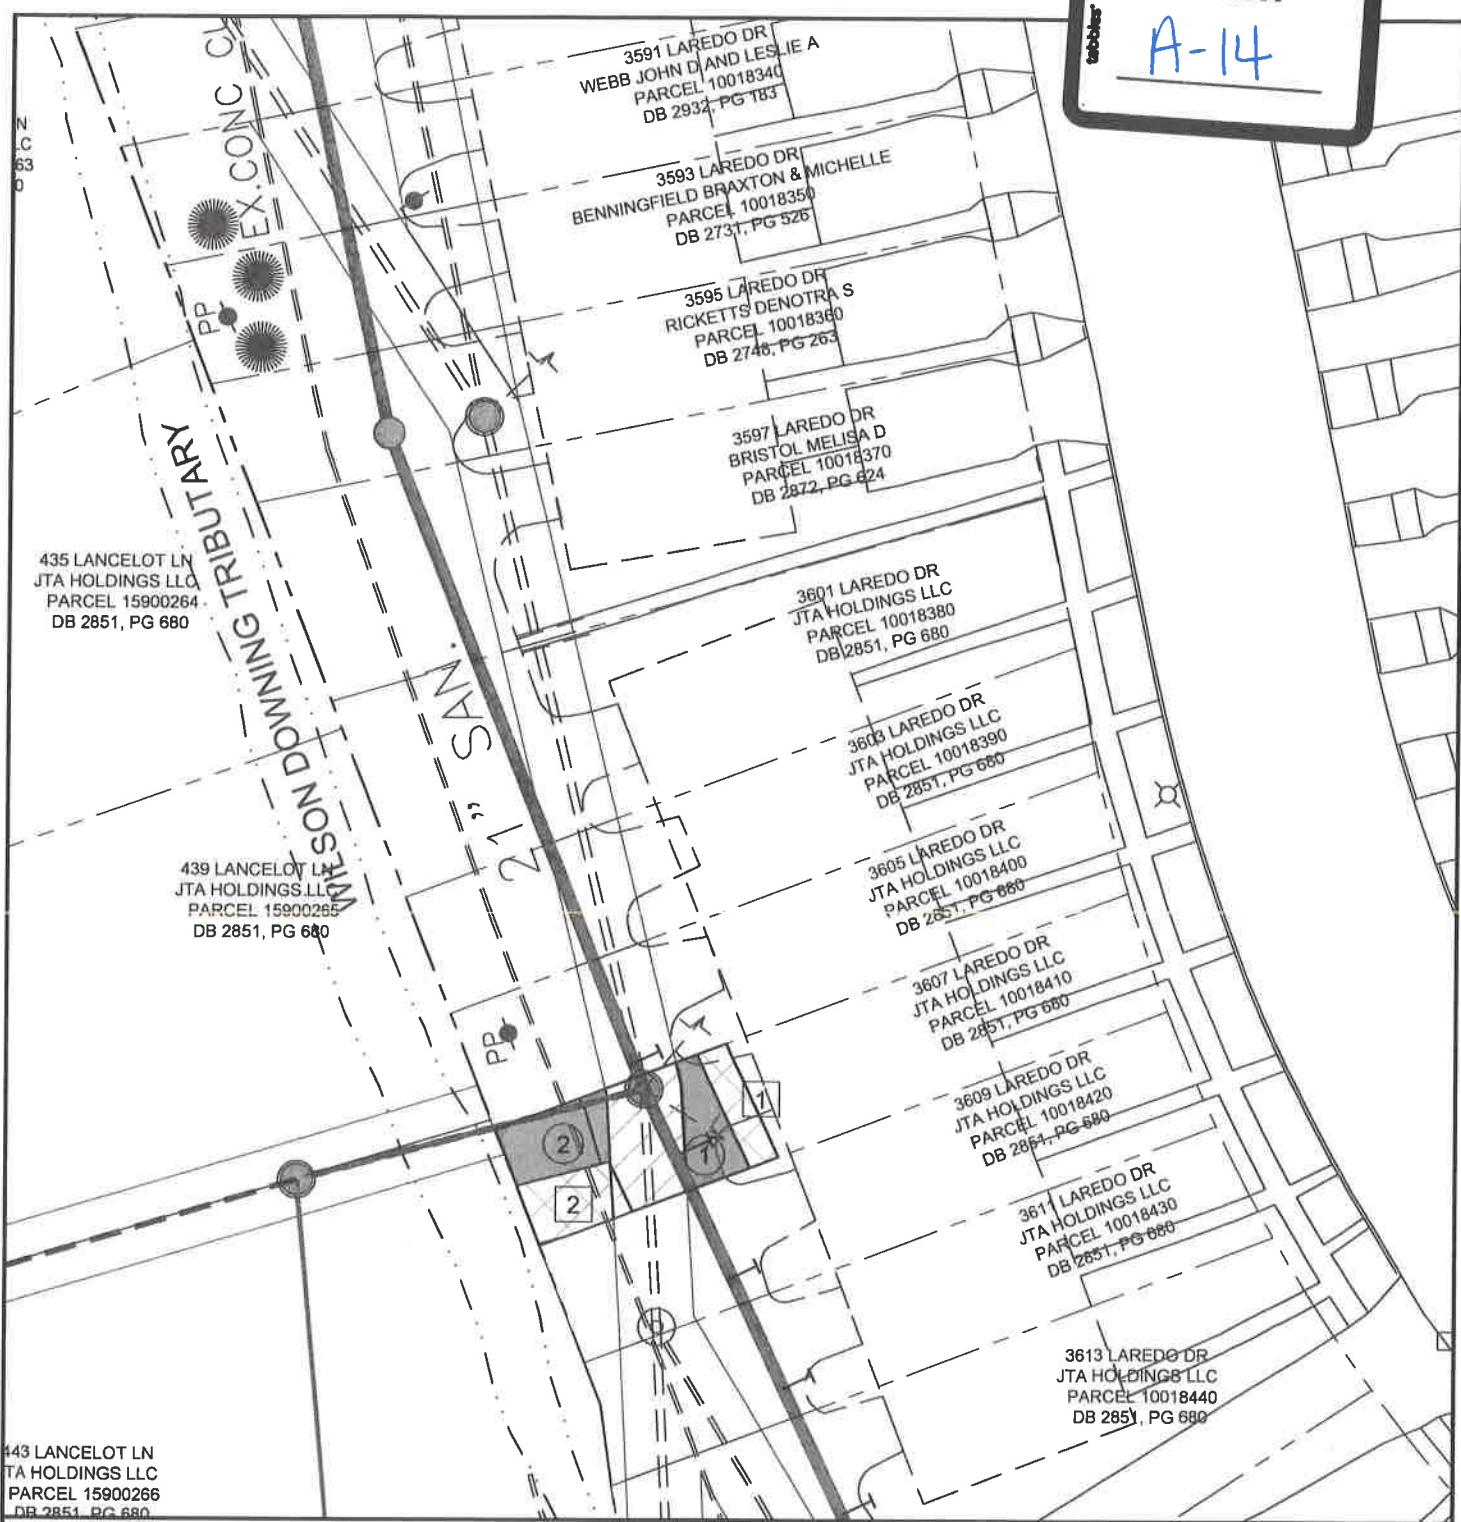 tabbies
A-14
N
LC
63
0
EX. CONC
3591 LAREDO DR
WEBB JOHN D AND LESLIE A
PARCEL 10018340
DB 2932, PG 183
3593 LAREDO DR
BENNINGFIELD BRAXTON & MICHELLE
PARCEL 10018350
DB 2731, PG 526
3595 LAREDO DR
RICKETTS DENOTRA S
PARCEL 10018360
DB 2748, PG 263
3597 LAREDO DR
BRISTOL MELISA D
PARCEL 10018370
DB 2872, PG 624
PP
WILSON DOWNING TRIBUTARY
435 LANCELOT LN
JTA HOLDINGS LLC
PARCEL 15900264
DB 2851, PG 680
21" SAN.
3601 LAREDO DR
JTA HOLDINGS LLC
PARCEL 10018380
DB 2851, PG 680
3603 LAREDO DR
JTA HOLDINGS LLC
PARCEL 10018390
DB 2851, PG 680
3605 LAREDO DR
JTA HOLDINGS LLC
PARCEL 10018400
DB 2851, PG 680
439 LANCELOT LN
JTA HOLDINGS LLC
PARCEL 15900265
DB 2851, PG 680
3607 LAREDO DR
JTA HOLDINGS LLC
PARCEL 10018410
DB 2851, PG 680
PP
3609 LAREDO DR
JTA HOLDINGS LLC
PARCEL 10018420
DB 2851, PG 680
1
2
1
2
3611 LAREDO DR
JTA HOLDINGS LLC
PARCEL 10018430
DB 2851, PG 680
3613 LAREDO DR
JTA HOLDINGS LLC
PARCEL 10018440
DB 2851, PG 680
443 LANCELOT LN
TA HOLDINGS LLC
PARCEL 15900266
DB 2851, PG 680